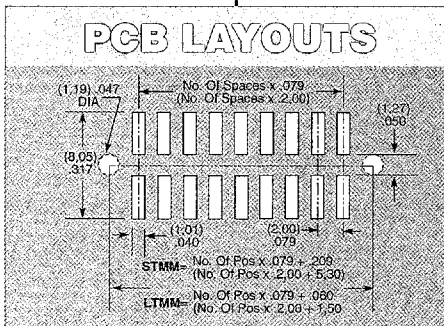 PCB LAYOUTS
No. Of Spaces x .079
(No. Of Spaces x 2,00)
(1,19) .047
DIA
(1,27)
.050
(8,05)
.317
(1,01)
.040
(2,00)
.079
STMM= No. Of Pos x .079 + .209
(No. Of Pos x 2,00 + 5,30)
LTMM= No. Of Pos x .079 + .060
(No. Of Pos x 2,00 + 1,50